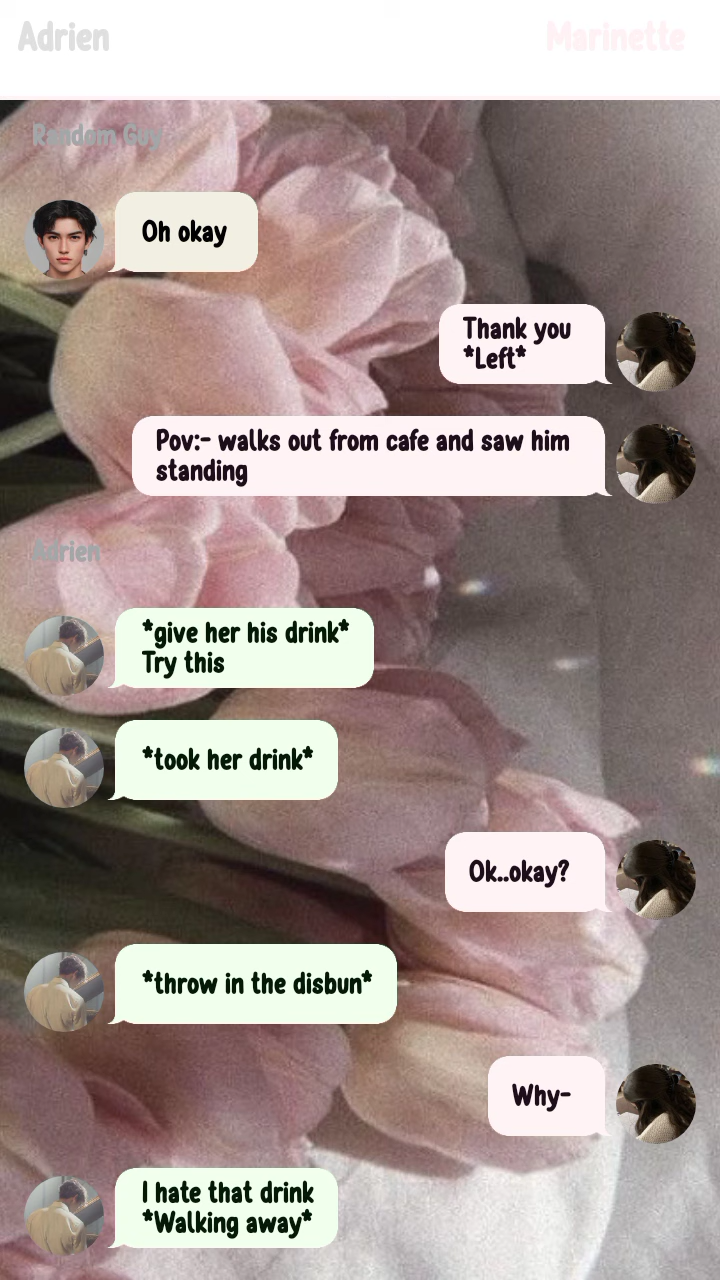 Adrien
Marinette
Random Guy
Oh okay
Thank you
*Left*
Pov:- walks out from cafe and saw him
standing
Adrien
*give her his drink*
Try this
*took her drink*
Ok..okay?
*throw in the disbun*
Why-
I hate that drink
*Walking away*